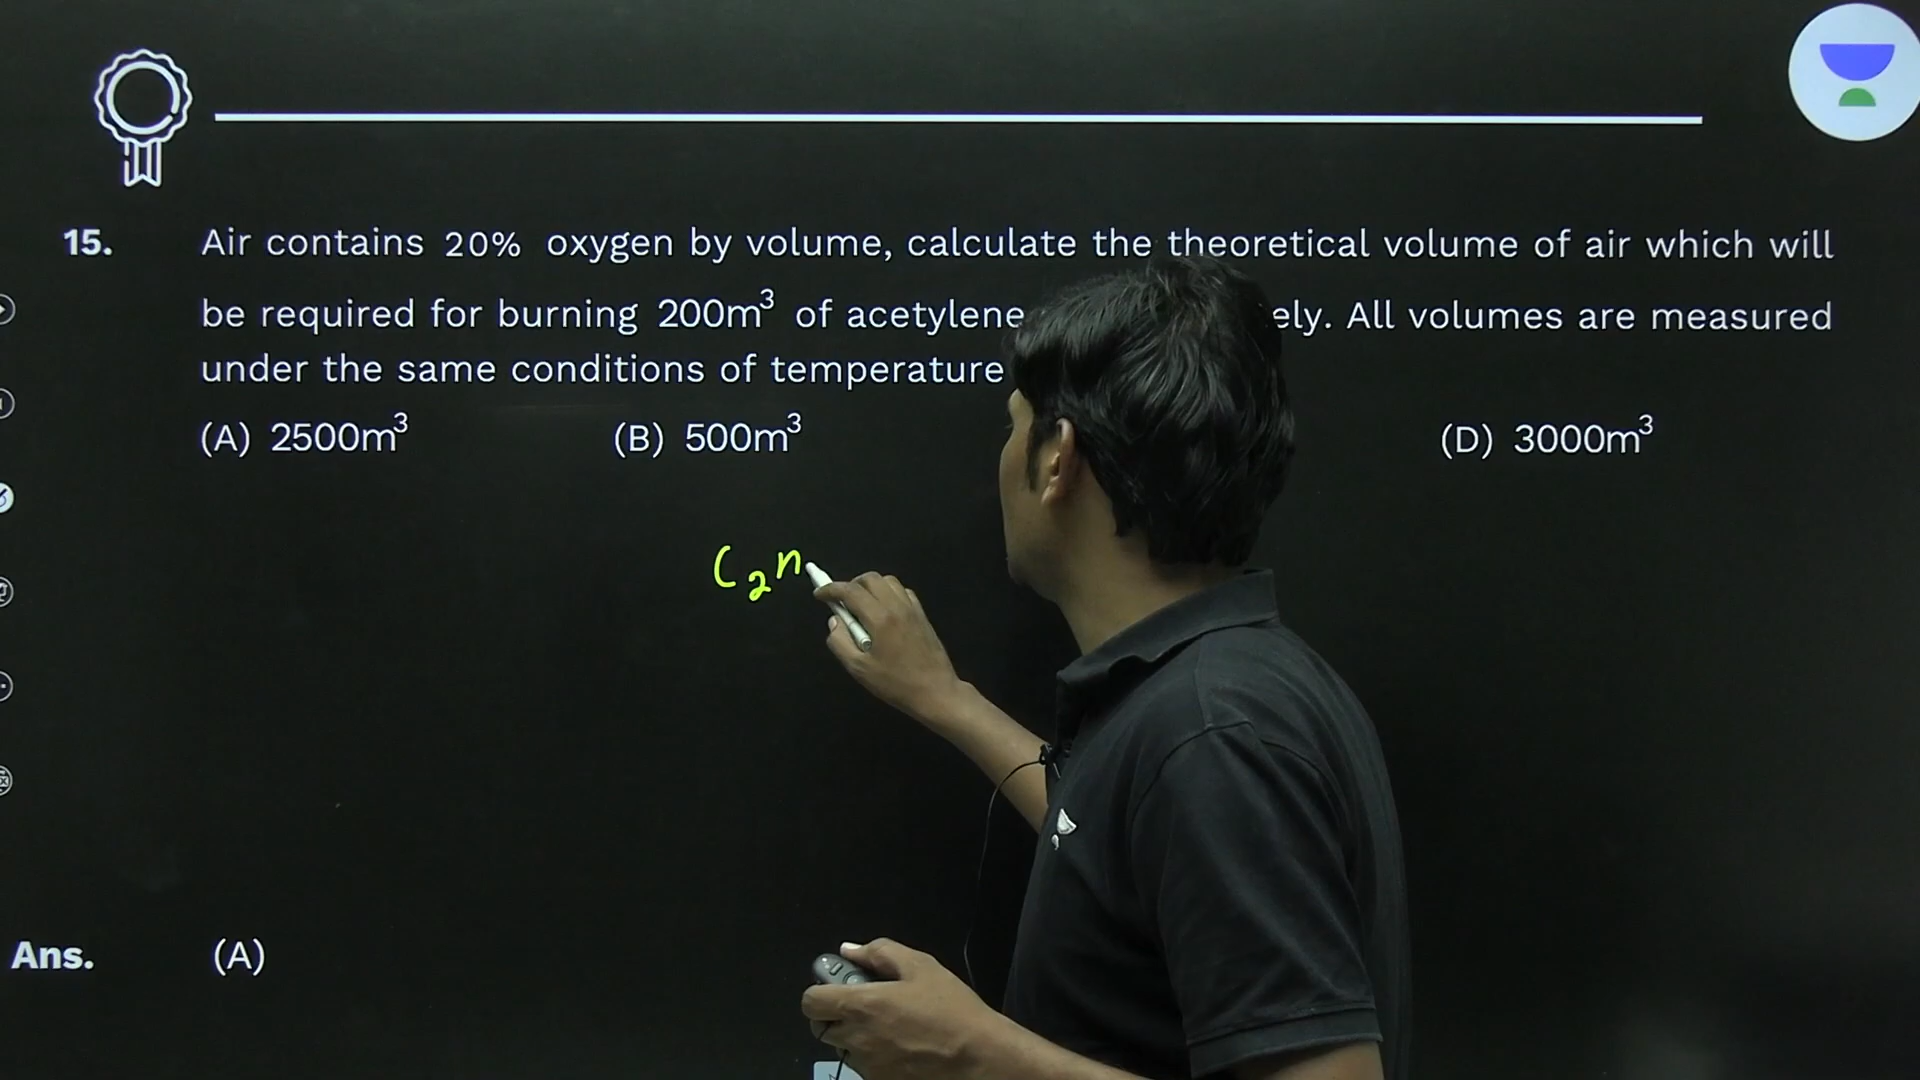 15. Air contains 20% oxygen by volume, calculate the theoretical volume of air which will
be required for burning 200m³ of acetylene ely. All volumes are measured
under the same conditions of temperature
(A) 2500m³ (B) 500m³ (D) 3000m³
C₂n
Ans. (A)